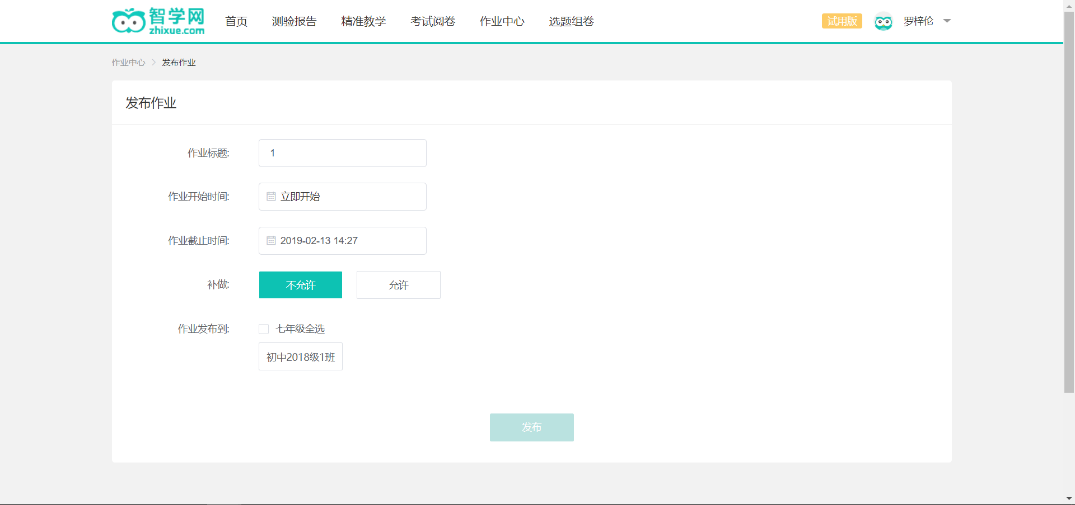 智学网
zhixue.com
首页 测验报告 精准教学 考试阅卷 作业中心 选题组卷 试用版 罗梓伦
作业中心 > 发布作业
发布作业
作业标题: 1
作业开始时间: 立即开始
作业截止时间: 2019-02-13 14:27
补做: 不允许 允许
作业发布到: 七年级全选
初中2018级1班
发布